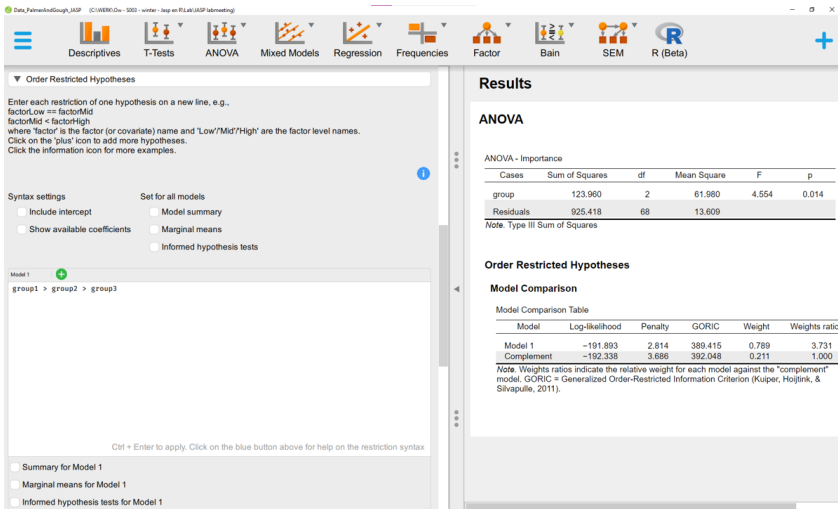 Data_PalmerAndGough_JASP (C:\WERK\Ow - S003 - winter - Jasp en R\Lab\JASP labmeeting)
Descriptives T-Tests ANOVA Mixed Models Regression Frequencies Factor Bain SEM R (Beta)
Order Restricted Hypotheses
Enter each restriction of one hypothesis on a new line, e.g.,
factorLow == factorMid
factorMid < factorHigh
where 'factor' is the factor (or covariate) name and 'Low'/'Mid'/'High' are the factor level names.
Click on the 'plus' icon to add more hypotheses.
Click the information icon for more examples.
i
Syntax settings Set for all models
Include intercept Model summary
Show available coefficients Marginal means
Informed hypothesis tests
Model 1
group1 > group2 > group3
Ctrl + Enter to apply. Click on the blue button above for help on the restriction syntax
Summary for Model 1
Marginal means for Model 1
Informed hypothesis tests for Model 1
Results
ANOVA
ANOVA - Importance
Cases Sum of Squares df Mean Square F p
group 123.960 2 61.980 4.554 0.014
Residuals 925.418 68 13.609
Note. Type III Sum of Squares
Order Restricted Hypotheses
Model Comparison
Model Comparison Table
Model Log-likelihood Penalty GORIC Weight Weights ratio
Model 1 −191.893 2.814 389.415 0.789 3.731
Complement −192.338 3.686 392.048 0.211 1.000
Note. Weights ratios indicate the relative weight for each model against the "complement"
model. GORIC = Generalized Order-Restricted Information Criterion (Kuiper, Hoijtink, &
Silvapulle, 2011).